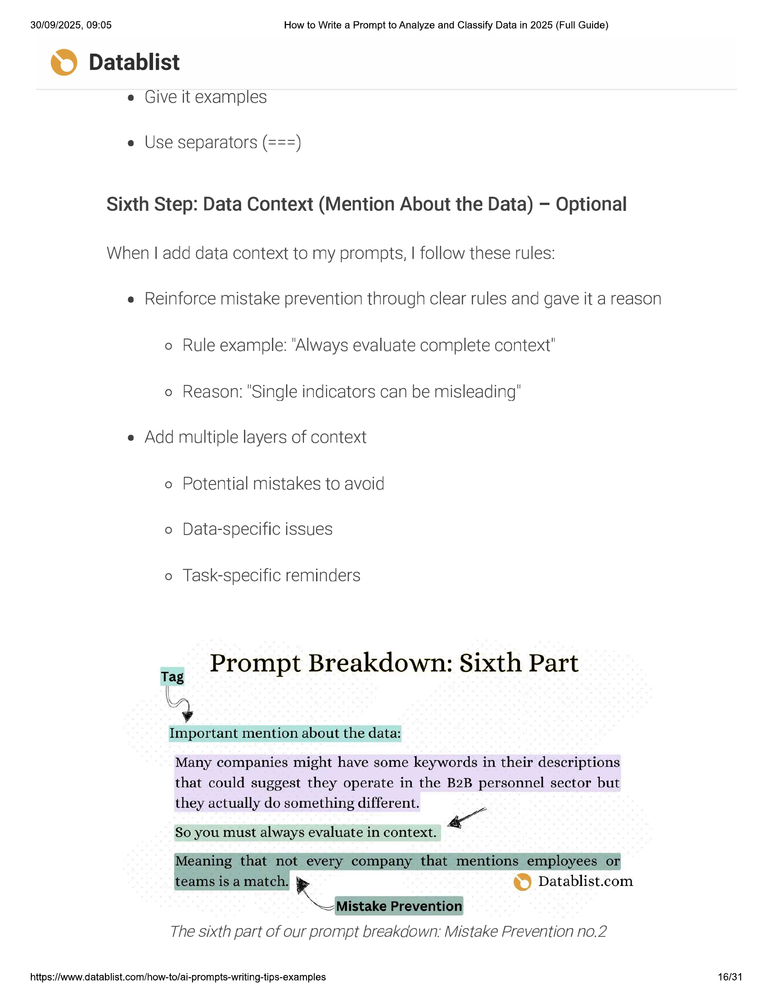 30/09/2025, 09:05
How to Write a Prompt to Analyze and Classify Data in 2025 (Full Guide)
Datablist
• Give it examples
• Use separators (===)
Sixth Step: Data Context (Mention About the Data) – Optional
When I add data context to my prompts, I follow these rules:
• Reinforce mistake prevention through clear rules and gave it a reason
○ Rule example: "Always evaluate complete context"
○ Reason: "Single indicators can be misleading"
• Add multiple layers of context
○ Potential mistakes to avoid
○ Data-specific issues
○ Task-specific reminders
Prompt Breakdown: Sixth Part
Tag
Important mention about the data:
Many companies might have some keywords in their descriptions
that could suggest they operate in the B2B personnel sector but
they actually do something different.
So you must always evaluate in context.
Meaning that not every company that mentions employees or
teams is a match.
Datablist.com
Mistake Prevention
The sixth part of our prompt breakdown: Mistake Prevention no.2
https://www.datablist.com/how-to/ai-prompts-writing-tips-examples
16/31